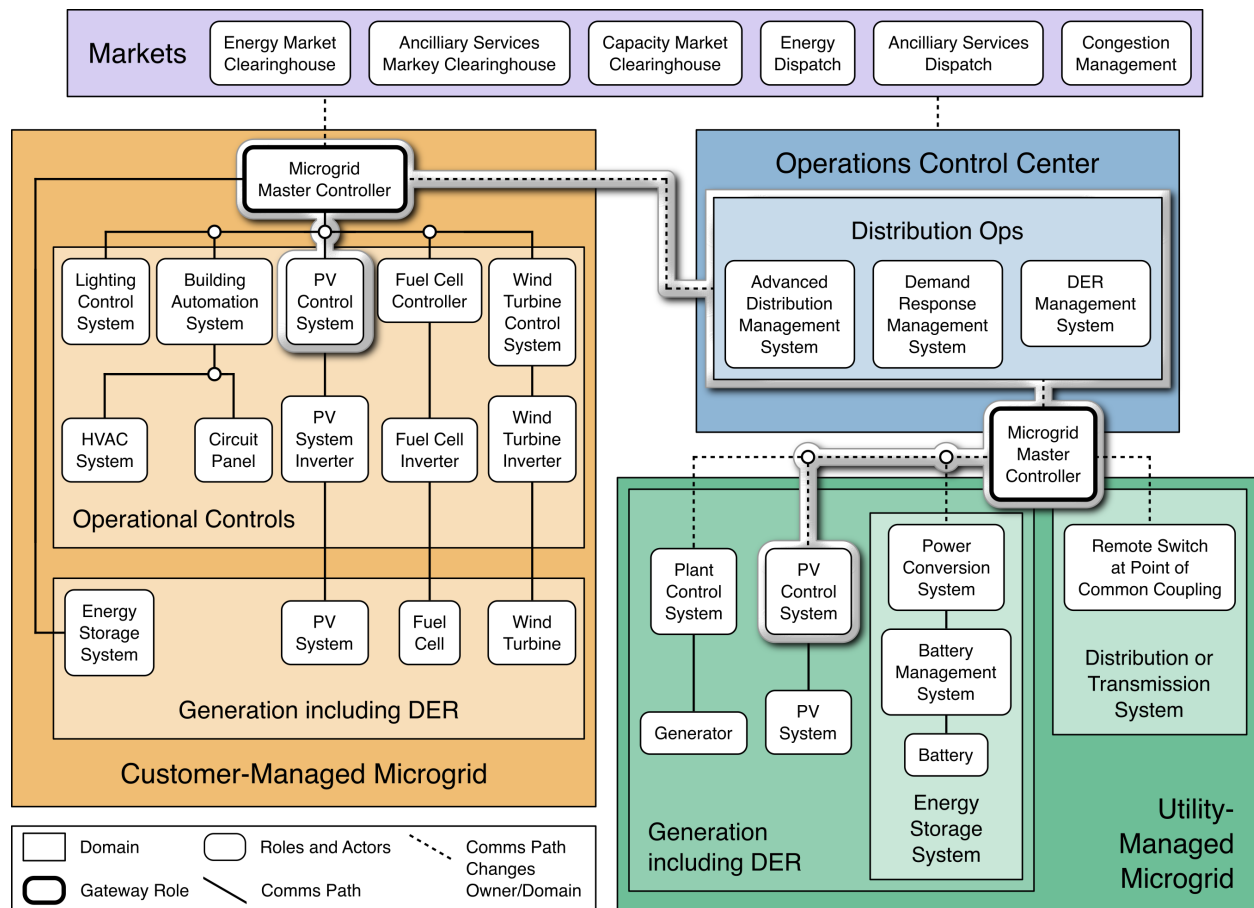 Markets
Energy Market
Clearinghouse
Ancilliary Services
Markey Clearinghouse
Capacity Market
Clearinghouse
Energy
Dispatch
Ancilliary Services
Dispatch
Congestion
Management
Microgrid
Master Controller
Lighting
Control
System
Building
Automation
System
PV
Control
System
Fuel Cell
Controller
Wind
Turbine
Control
System
HVAC
System
Circuit
Panel
PV
System
Inverter
Fuel Cell
Inverter
Wind
Turbine
Inverter
Operational Controls
Energy
Storage
System
PV
System
Fuel
Cell
Wind
Turbine
Generation including DER
Customer-Managed Microgrid
Operations Control Center
Distribution Ops
Advanced
Distribution
Management
System
Demand
Response
Management
System
DER
Management
System
Microgrid
Master
Controller
Plant
Control
System
PV
Control
System
Power
Conversion
System
Remote Switch
at Point of
Common Coupling
Battery
Management
System
Distribution or
Transmission
System
Generator
PV
System
Battery
Energy
Storage
System
Generation
including DER
Utility-
Managed
Microgrid
Domain
Roles and Actors
Comms Path
Changes
Owner/Domain
Gateway Role
Comms Path